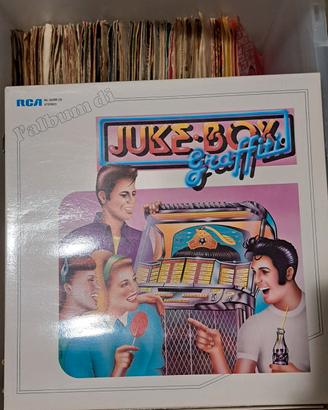 RCA
STEREO
l'album di
JUKE-BOX
graffiti